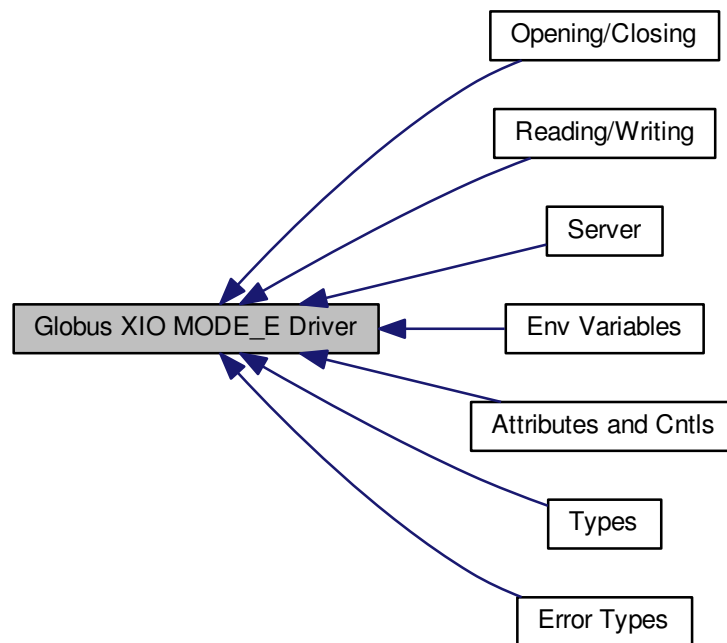 Opening/Closing
Reading/Writing
Server
Globus XIO MODE_E Driver
Env Variables
Attributes and Cntls
Types
Error Types